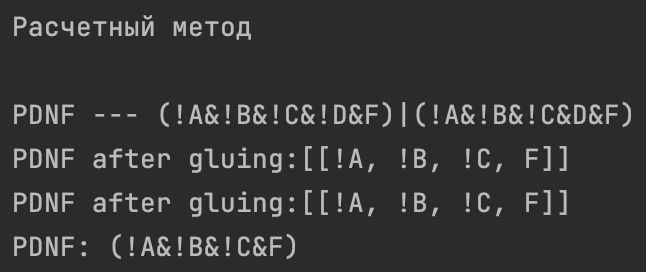 Расчетный метод
PDNF --- (!A&!B&!C&!D&F)|(!A&!B&!C&D&F)
PDNF after gluing:[[!A, !B, !C, F]]
PDNF after gluing:[[!A, !B, !C, F]]
PDNF: (!A&!B&!C&F)